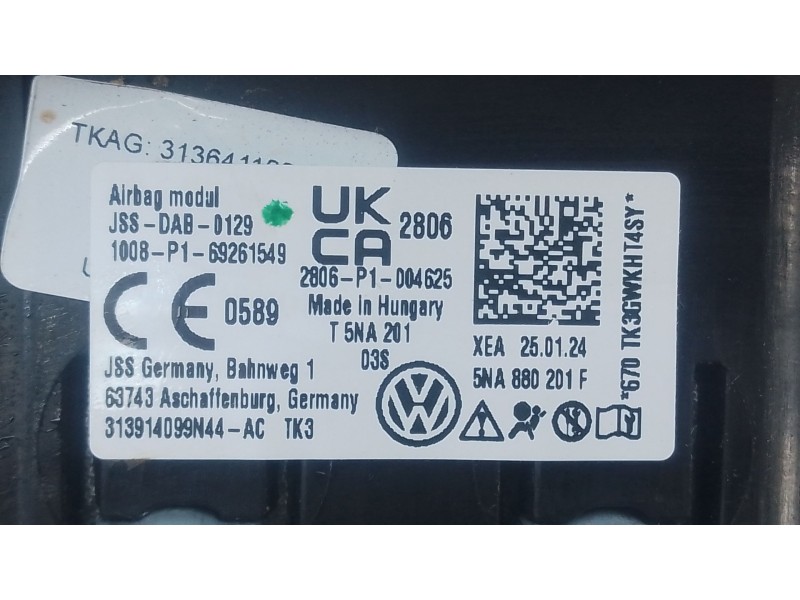 TKAG:
Airbag modul
JSS-DAB-0129
1008-P1-69261549
UK
CA
2806
2806-P1-004625
CE 0589
Made in Hungary
T 5NA 201
03S
JSS Germany, Bahnweg 1
63743 Aschaffenburg, Germany
313914099N44-AC TK3
XEA 25.01.24
5NA 880 201 F
*G70 TK3GWKHT4SY*